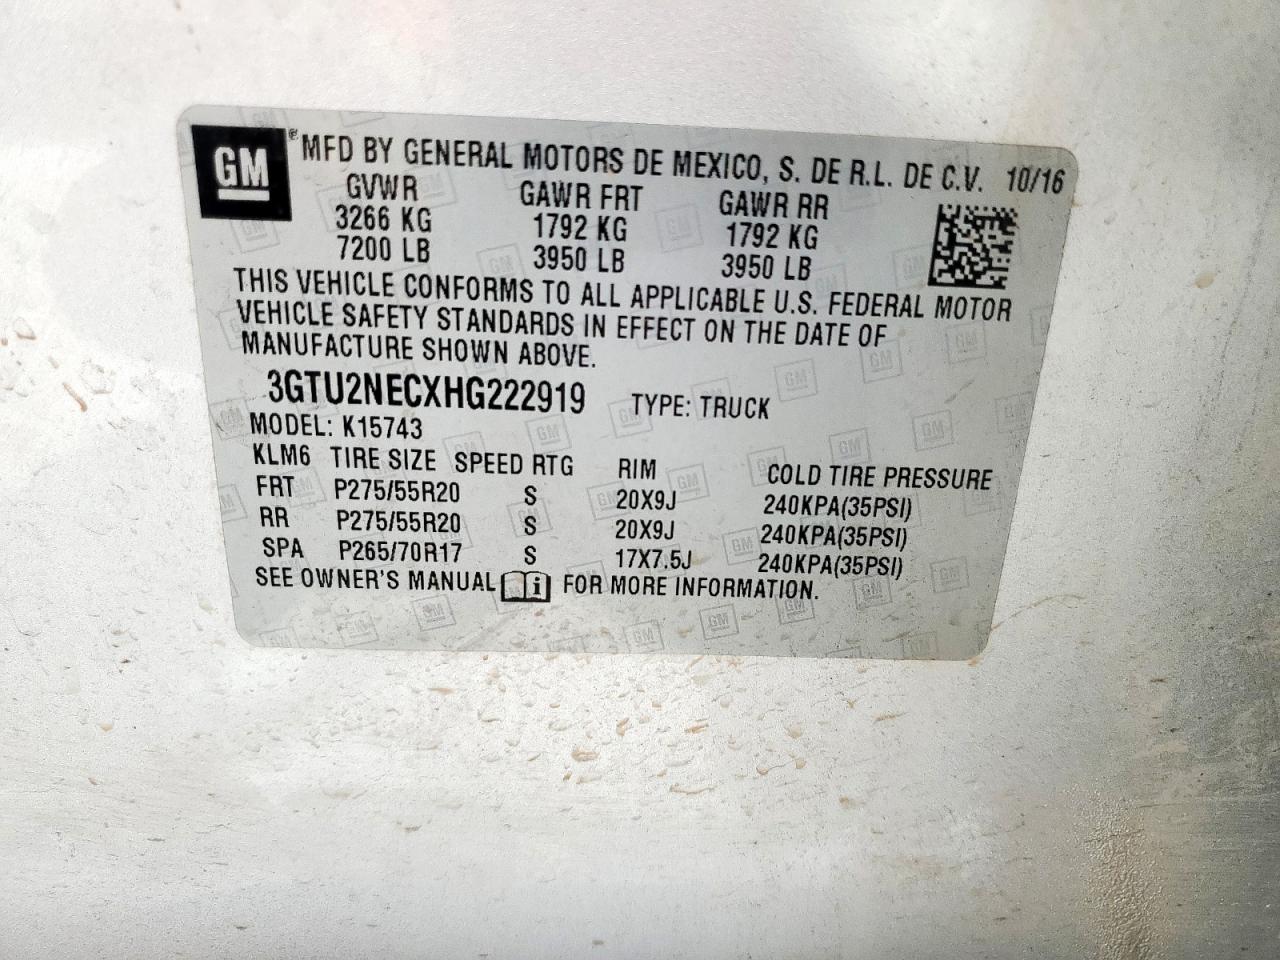 GM ® MFD BY GENERAL MOTORS DE MEXICO, S. DE R.L. DE C.V. 10/16
GVWR GAWR FRT GAWR RR
3266 KG 1792 KG 1792 KG
7200 LB 3950 LB 3950 LB
THIS VEHICLE CONFORMS TO ALL APPLICABLE U.S. FEDERAL MOTOR
VEHICLE SAFETY STANDARDS IN EFFECT ON THE DATE OF
MANUFACTURE SHOWN ABOVE.
3GTU2NECXHG222919 TYPE: TRUCK
MODEL: K15743
KLM6 TIRE SIZE SPEED RTG RIM COLD TIRE PRESSURE
FRT P275/55R20 S 20X9J 240KPA(35PSI)
RR P275/55R20 S 20X9J 240KPA(35PSI)
SPA P265/70R17 S 17X7.5J 240KPA(35PSI)
SEE OWNER'S MANUAL i FOR MORE INFORMATION.